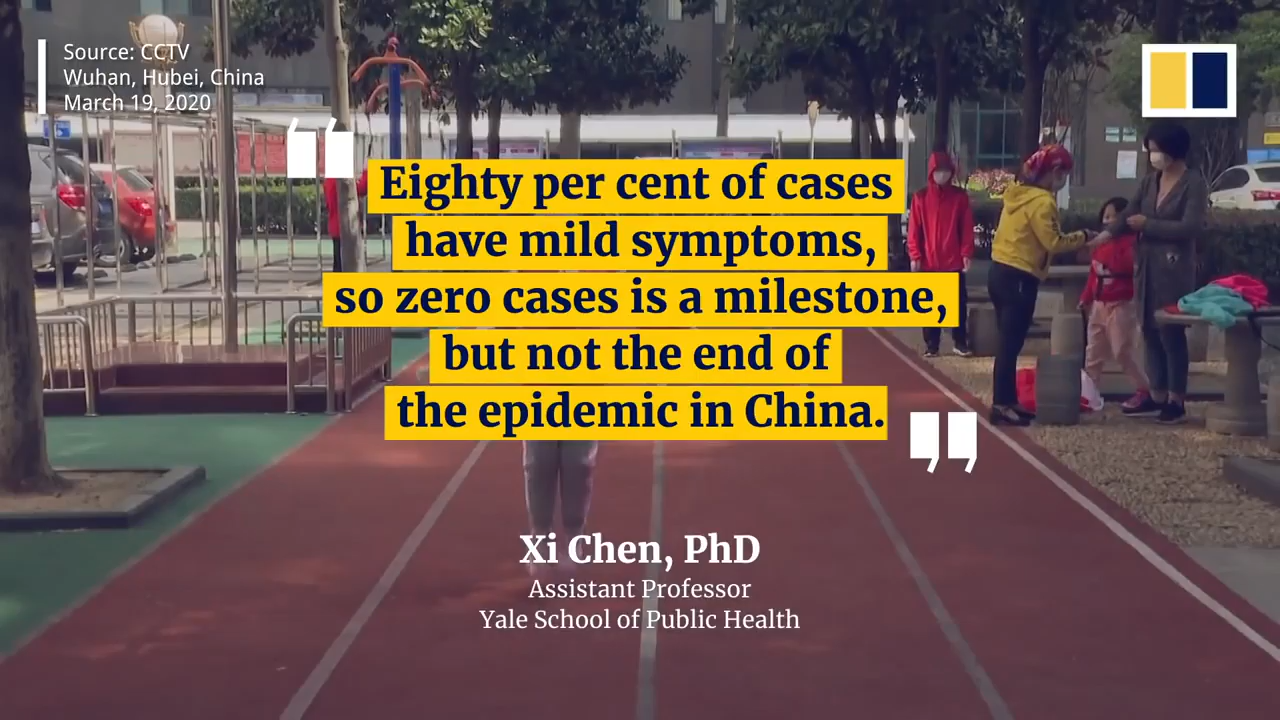 Source: CCTV
Wuhan, Hubei, China
March 19, 2020
“
Eighty per cent of cases
have mild symptoms,
so zero cases is a milestone,
but not the end of
the epidemic in China.
”
Xi Chen, PhD
Assistant Professor
Yale School of Public Health